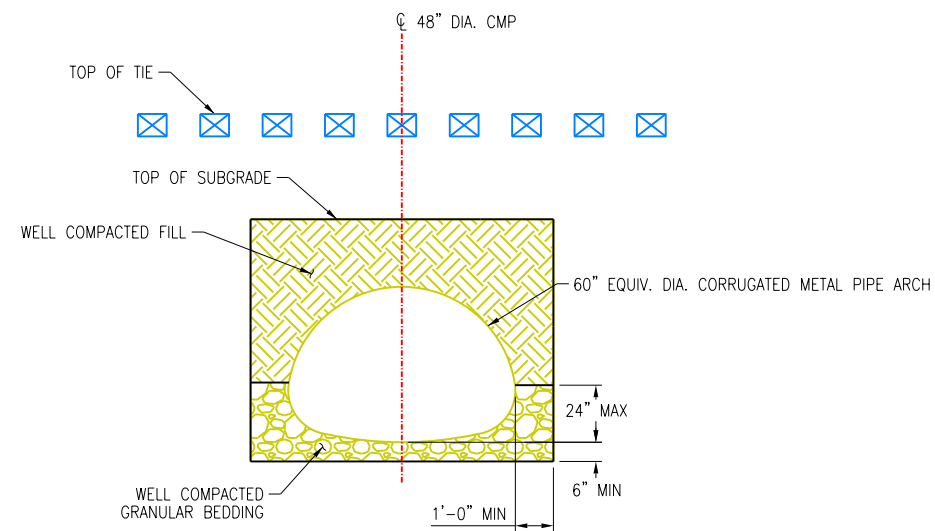 ℄ 48” DIA. CMP
TOP OF TIE
TOP OF SUBGRADE
WELL COMPACTED FILL
60” EQUIV. DIA. CORRUGATED METAL PIPE ARCH
24” MAX
6” MIN
WELL COMPACTED
GRANULAR BEDDING
1’-0” MIN